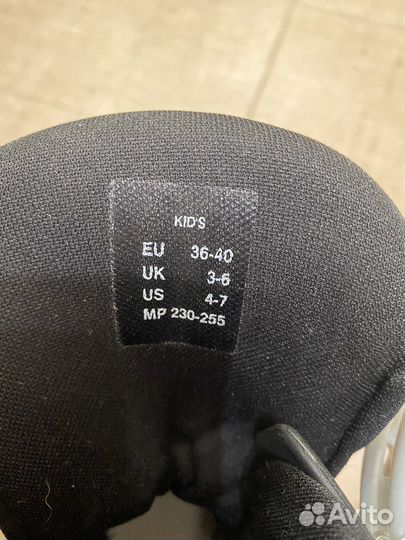 KID'S
EU 36-40
UK 3-6
US 4-7
MP 230-255
Avito